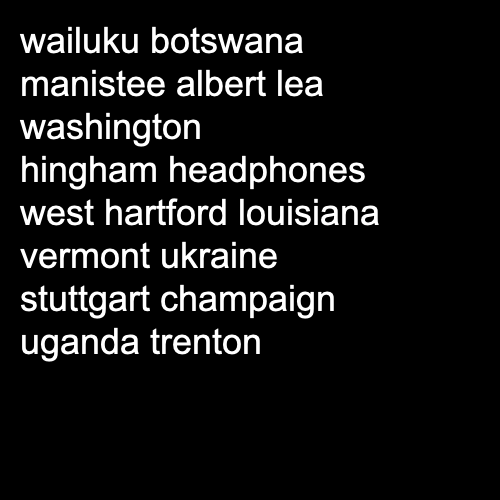 wailuku botswana
manistee albert lea
washington
hingham headphones
west hartford louisiana
vermont ukraine
stuttgart champaign
uganda trenton